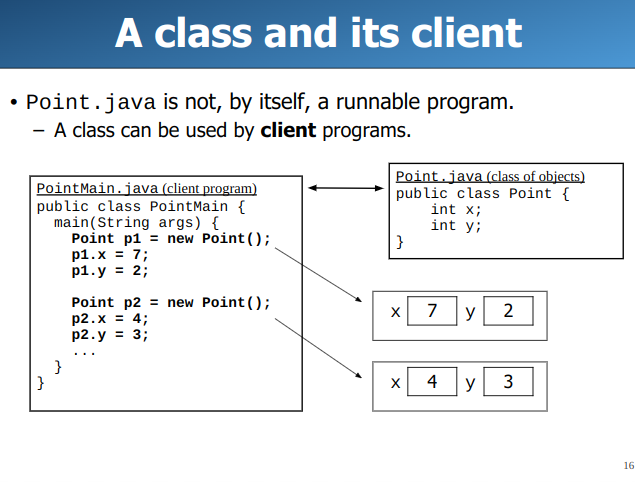 A class and its client
• Point.java is not, by itself, a runnable program.
– A class can be used by client programs.
PointMain.java (client program)
public class PointMain {
main(String args) {
Point p1 = new Point();
p1.x = 7;
p1.y = 2;
Point p2 = new Point();
p2.x = 4;
p2.y = 3;
...
}
}
Point.java (class of objects)
public class Point {
int x;
int y;
}
x 7 y 2
x 4 y 3
16